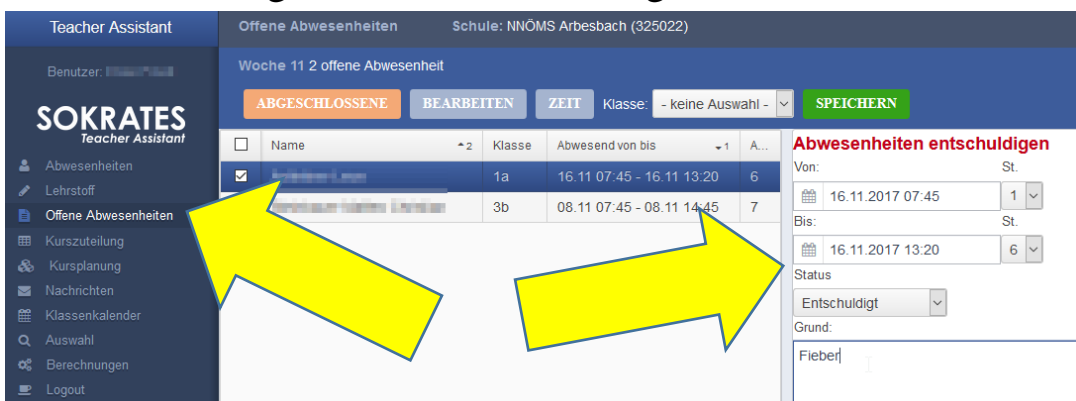 Teacher Assistant
Offene Abwesenheiten Schule: NNÖMS Arbesbach (325022)
Benutzer:
Woche 11 2 offene Abwesenheit
ABGESCHLOSSENE BEARBEITEN ZEIT Klasse: - keine Auswahl - SPEICHERN
SOKRATES
Teacher Assistant
Abwesenheiten
Lehrstoff
Offene Abwesenheiten
Kurszuteilung
Kursplanung
Nachrichten
Klassenkalender
Auswahl
Berechnungen
Logout
Name 2 Klasse Abwesend von bis 1 A...
1a 16.11 07:45 - 16.11 13:20 6
3b 08.11 07:45 - 08.11 14:45 7
Abwesenheiten entschuldigen
Von: St.
16.11.2017 07:45 1
Bis: St.
16.11.2017 13:20 6
Status
Entschuldigt
Grund:
Fieber